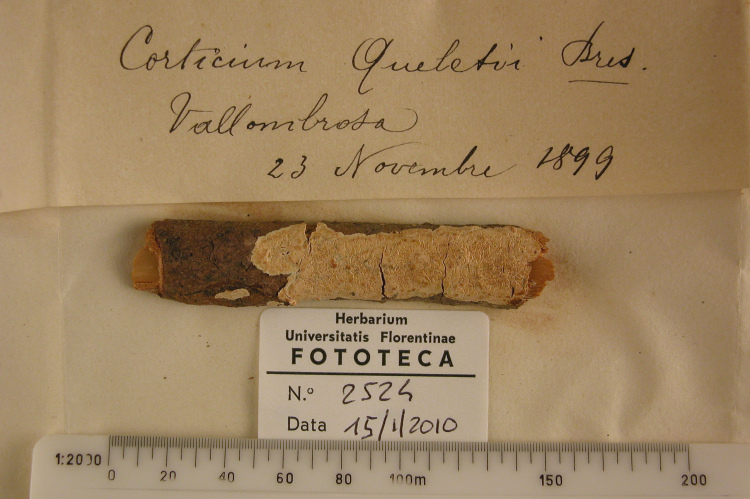 Corticium Queletii Bres.
Vallombrosa
23 Novembre 1899
Herbarium
Universitatis Florentinae
FOTOTECA
N.° 2524
Data 15/1/2010
1:2000
0 20 40 60 80 100m 150 200